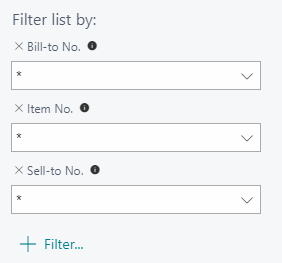 Filter list by:
× Bill-to No.
*
× Item No.
*
× Sell-to No.
*
+ Filter...